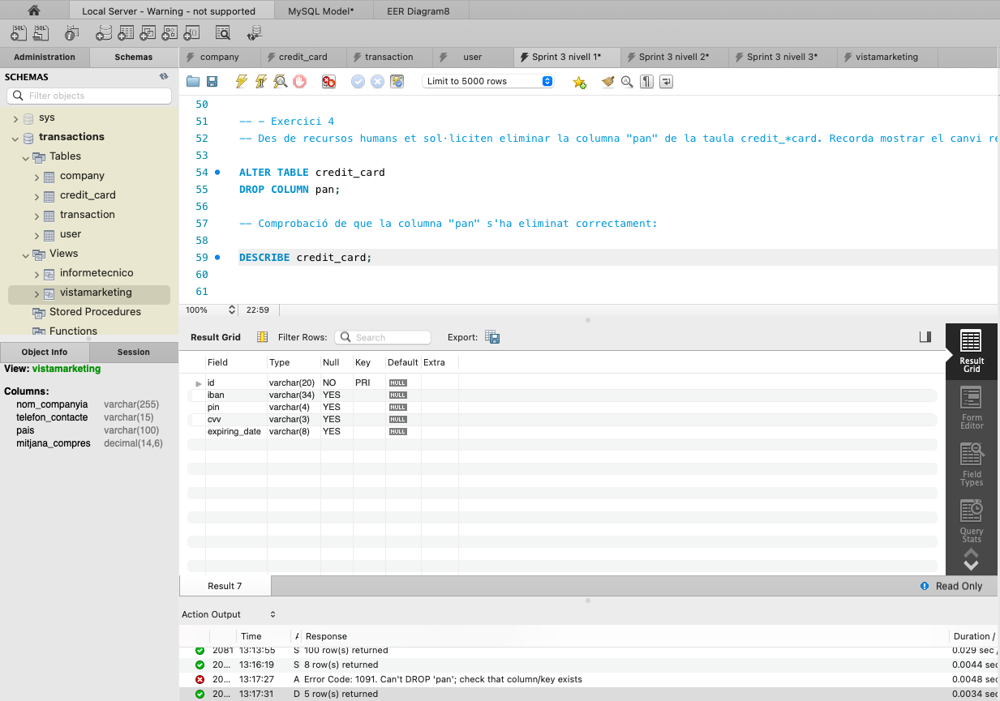 Local Server - Warning - not supported
MySQL Model*
EER Diagram8
Administration
Schemas
company
credit_card
transaction
user
Sprint 3 nivell 1*
Sprint 3 nivell 2*
Sprint 3 nivell 3*
vistamarketing
SCHEMAS
Filter objects
sys
transactions
Tables
company
credit_card
transaction
user
Views
informetecnico
vistamarketing
Stored Procedures
Functions
Object Info
Session
View: vistamarketing
Columns:
nom_companyia varchar(255)
telefon_contacte varchar(15)
pais varchar(100)
mitjana_compres decimal(14,6)
Limit to 5000 rows
50
51 -- - Exercici 4
52 -- Des de recursos humans et sol·liciten eliminar la columna "pan" de la taula credit_*card. Recorda mostrar el canvi re
53
54 ALTER TABLE credit_card
55 DROP COLUMN pan;
56
57 -- Comprobació de que la columna "pan" s'ha eliminat correctament:
58
59 DESCRIBE credit_card;
60
61
100% 22:59
Result Grid Filter Rows: Search Export:
Field Type Null Key Default Extra
id varchar(20) NO PRI NULL
iban varchar(34) YES NULL
pin varchar(4) YES NULL
cvv varchar(3) YES NULL
expiring_date varchar(8) YES NULL
Result
Grid
Form
Editor
Field
Types
Query
Stats
Result 7
Read Only
Action Output
Time A Response Duration /
2081 13:13:55 S 100 row(s) returned 0.029 sec
20... 13:16:19 S 8 row(s) returned 0.0044 sec
20... 13:17:27 A Error Code: 1091. Can't DROP 'pan'; check that column/key exists 0.0048 sec
20... 13:17:31 D 5 row(s) returned 0.0034 sec